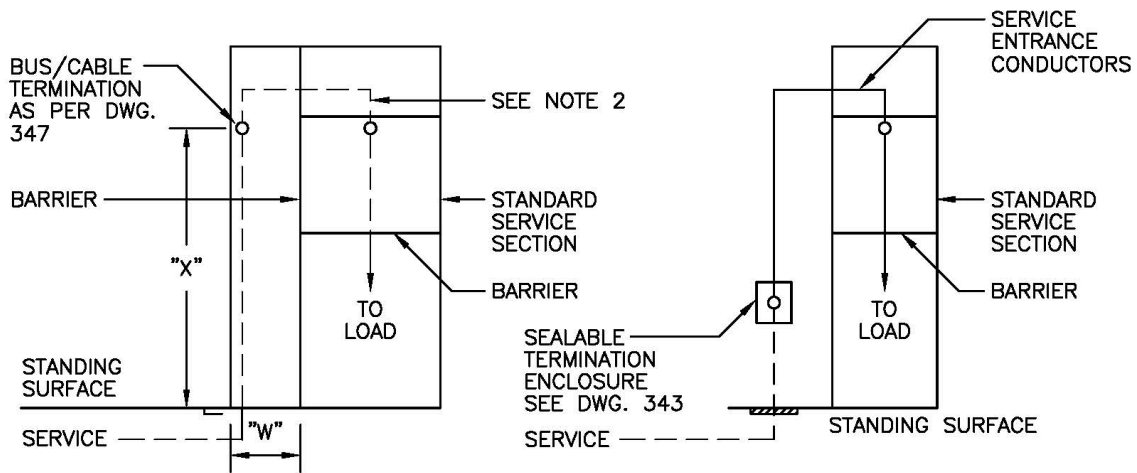 BUS/CABLE
TERMINATION
AS PER DWG.
347
SEE NOTE 2
BARRIER
STANDARD
SERVICE
SECTION
"X"
BARRIER
TO
LOAD
STANDING
SURFACE
SERVICE
"W"
SERVICE
ENTRANCE
CONDUCTORS
STANDARD
SERVICE
SECTION
BARRIER
TO
LOAD
SEALABLE
TERMINATION
ENCLOSURE
SEE DWG. 343
STANDING SURFACE
SERVICE